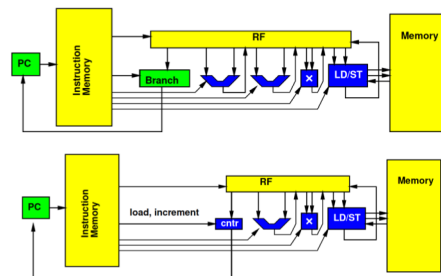 RF
Memory
PC
Instruction
Memory
Branch
×
LD/ST
RF
Memory
PC
Instruction
Memory
load, increment
cntr
×
LD/ST